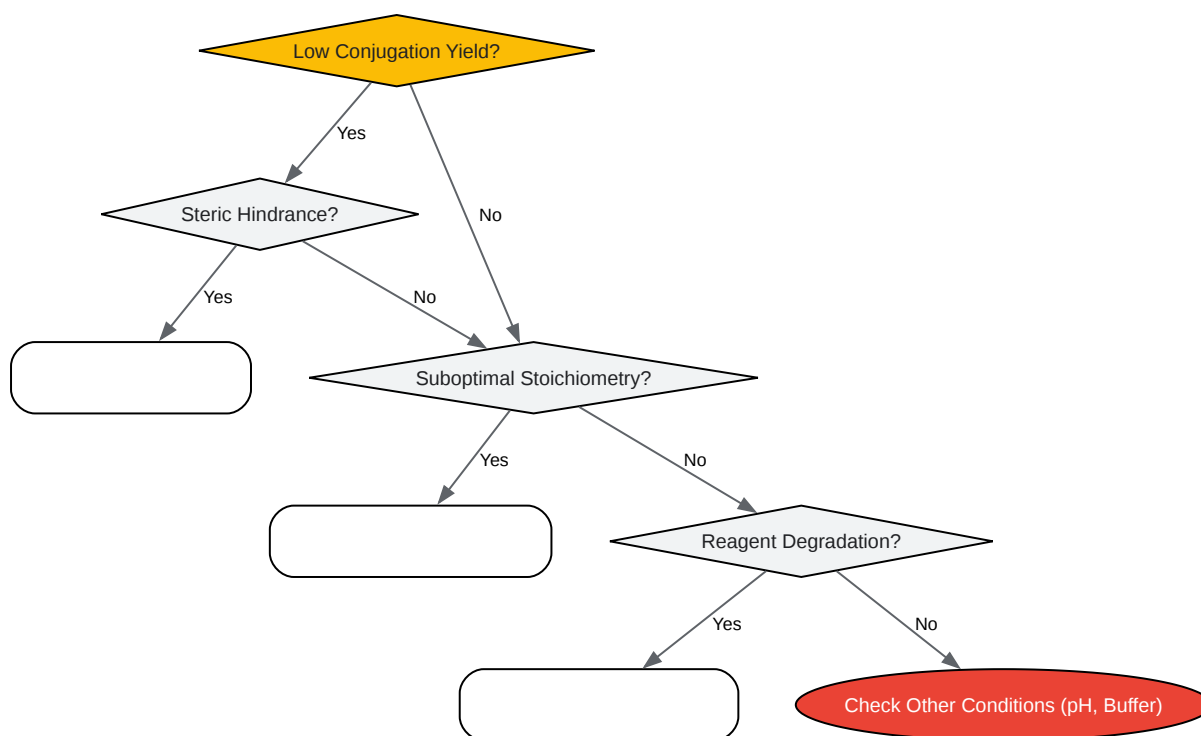 Low Conjugation Yield?
Yes
Steric Hindrance?
No
Yes
No
Suboptimal Stoichiometry?
Yes
No
Reagent Degradation?
Yes
No
Check Other Conditions (pH, Buffer)